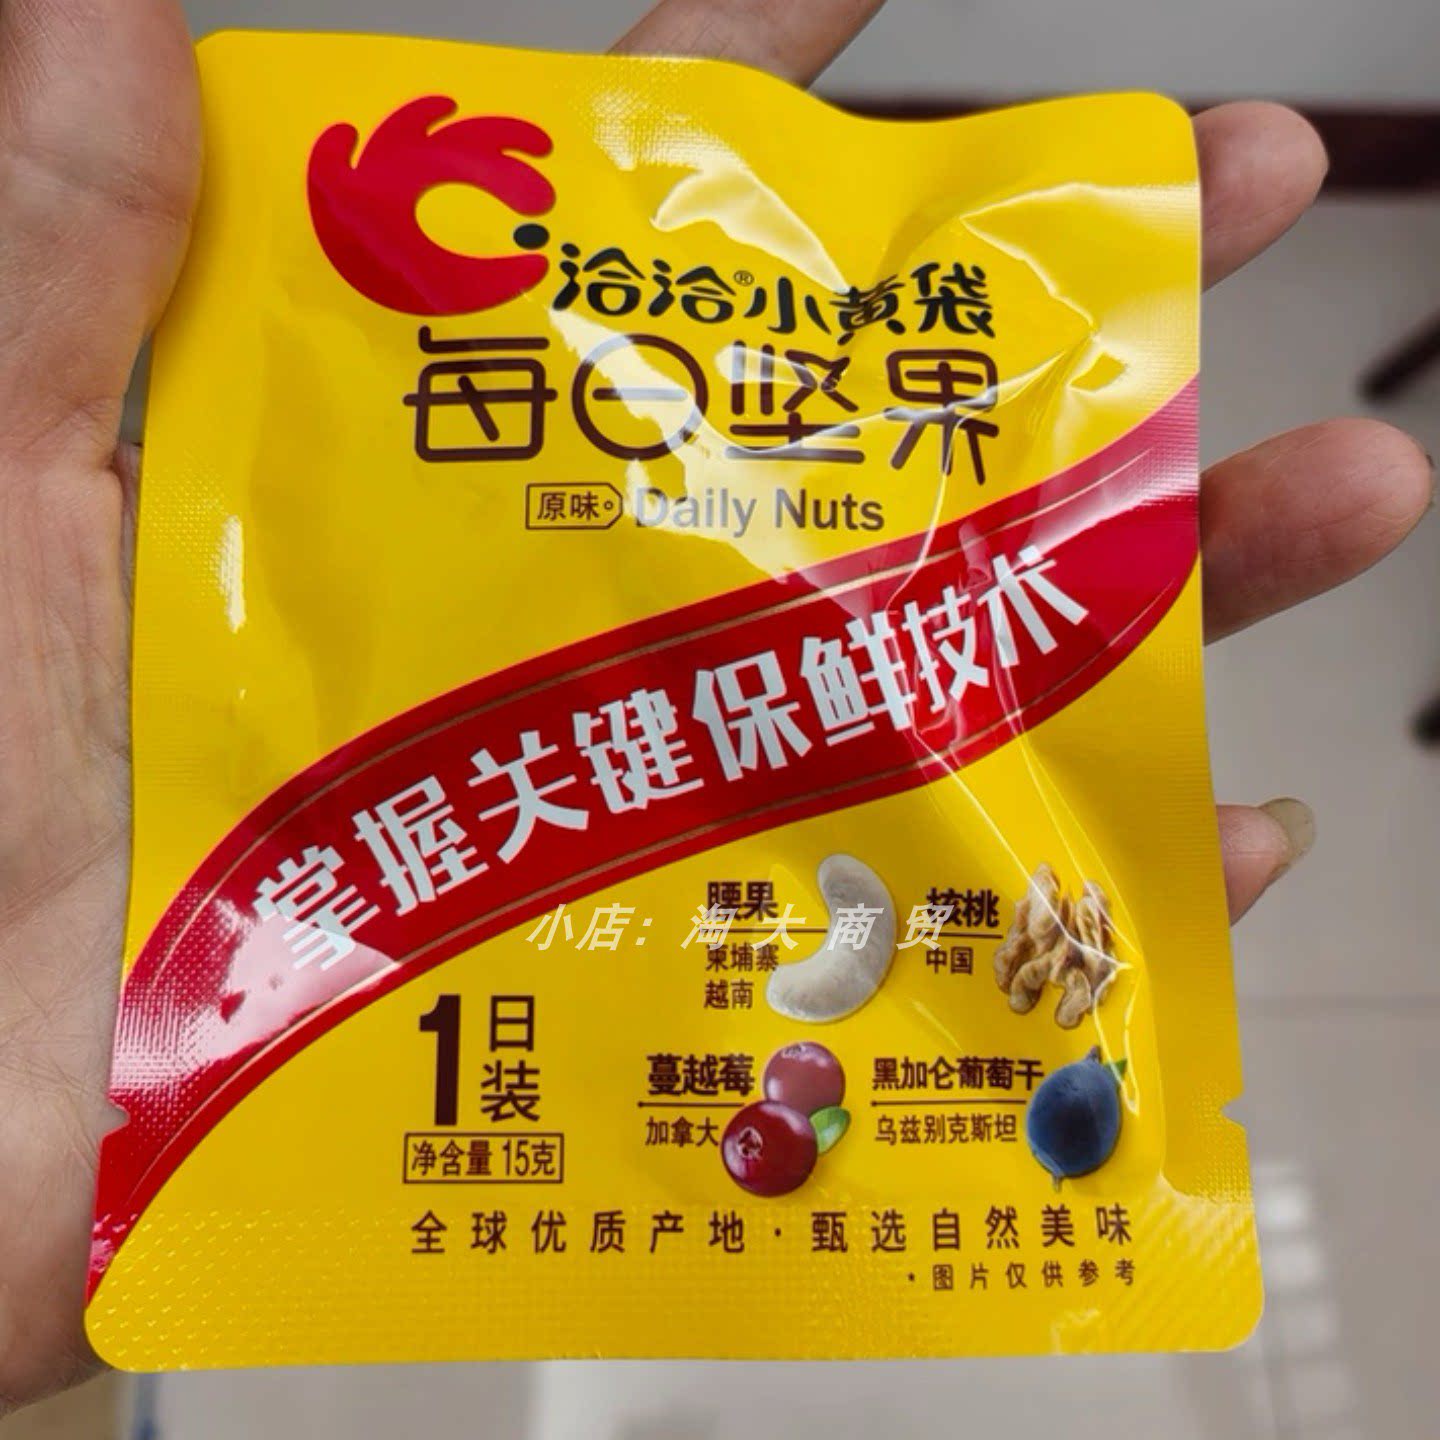 洽洽®小黄袋
每日坚果
原味 Daily Nuts
掌握关键保鲜技术
腰果
柬埔寨
越南
核桃
中国
小店：淘大商贸
1日装
净含量 15克
蔓越莓
加拿大
黑加仑葡萄干
乌兹别克斯坦
全球优质产地·甄选自然美味
*图片仅供参考